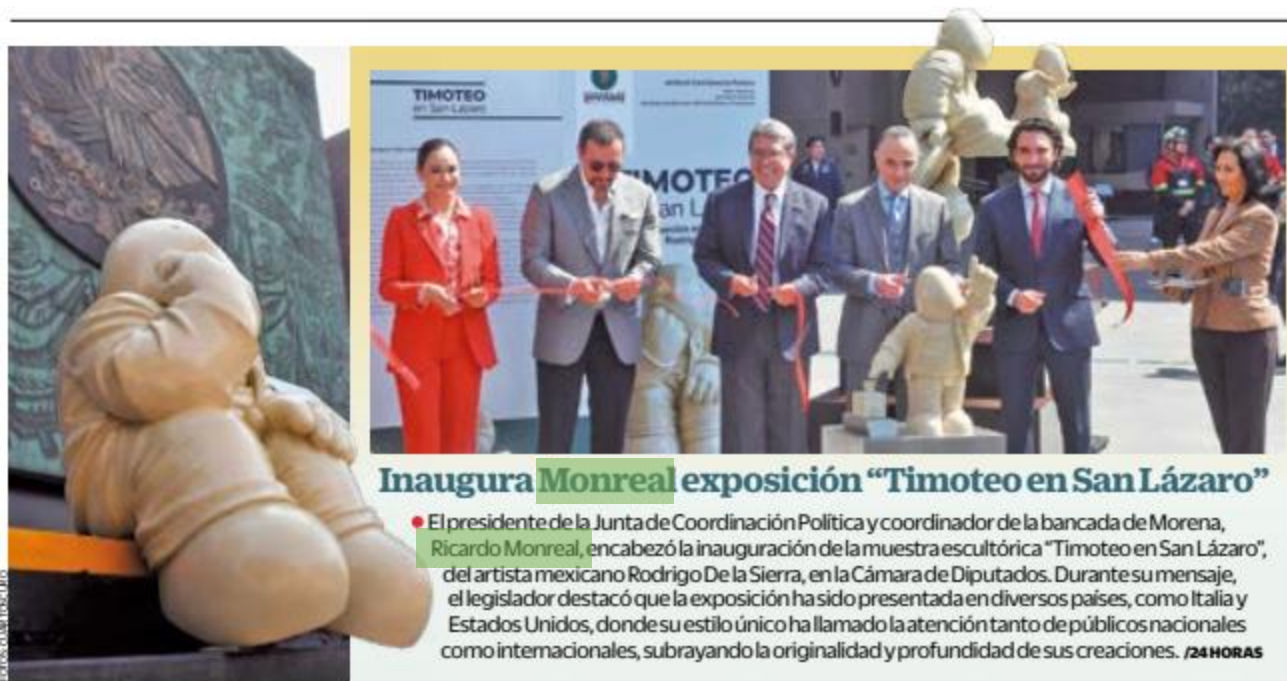 TIMOTEO
en San Lázaro
TIMOTEO
Inaugura Monreal exposición “Timoteo en San Lázaro”
• El presidente de la Junta de Coordinación Política y coordinador de la bancada de Morena,
Ricardo Monreal, encabezó la inauguración de la muestra escultórica “Timoteo en San Lázaro”,
del artista mexicano Rodrigo De la Sierra, en la Cámara de Diputados. Durante su mensaje,
el legislador destacó que la exposición ha sido presentada en diversos países, como Italia y
Estados Unidos, donde su estilo único ha llamado la atención tanto de públicos nacionales
como internacionales, subrayando la originalidad y profundidad de sus creaciones. /24 HORAS